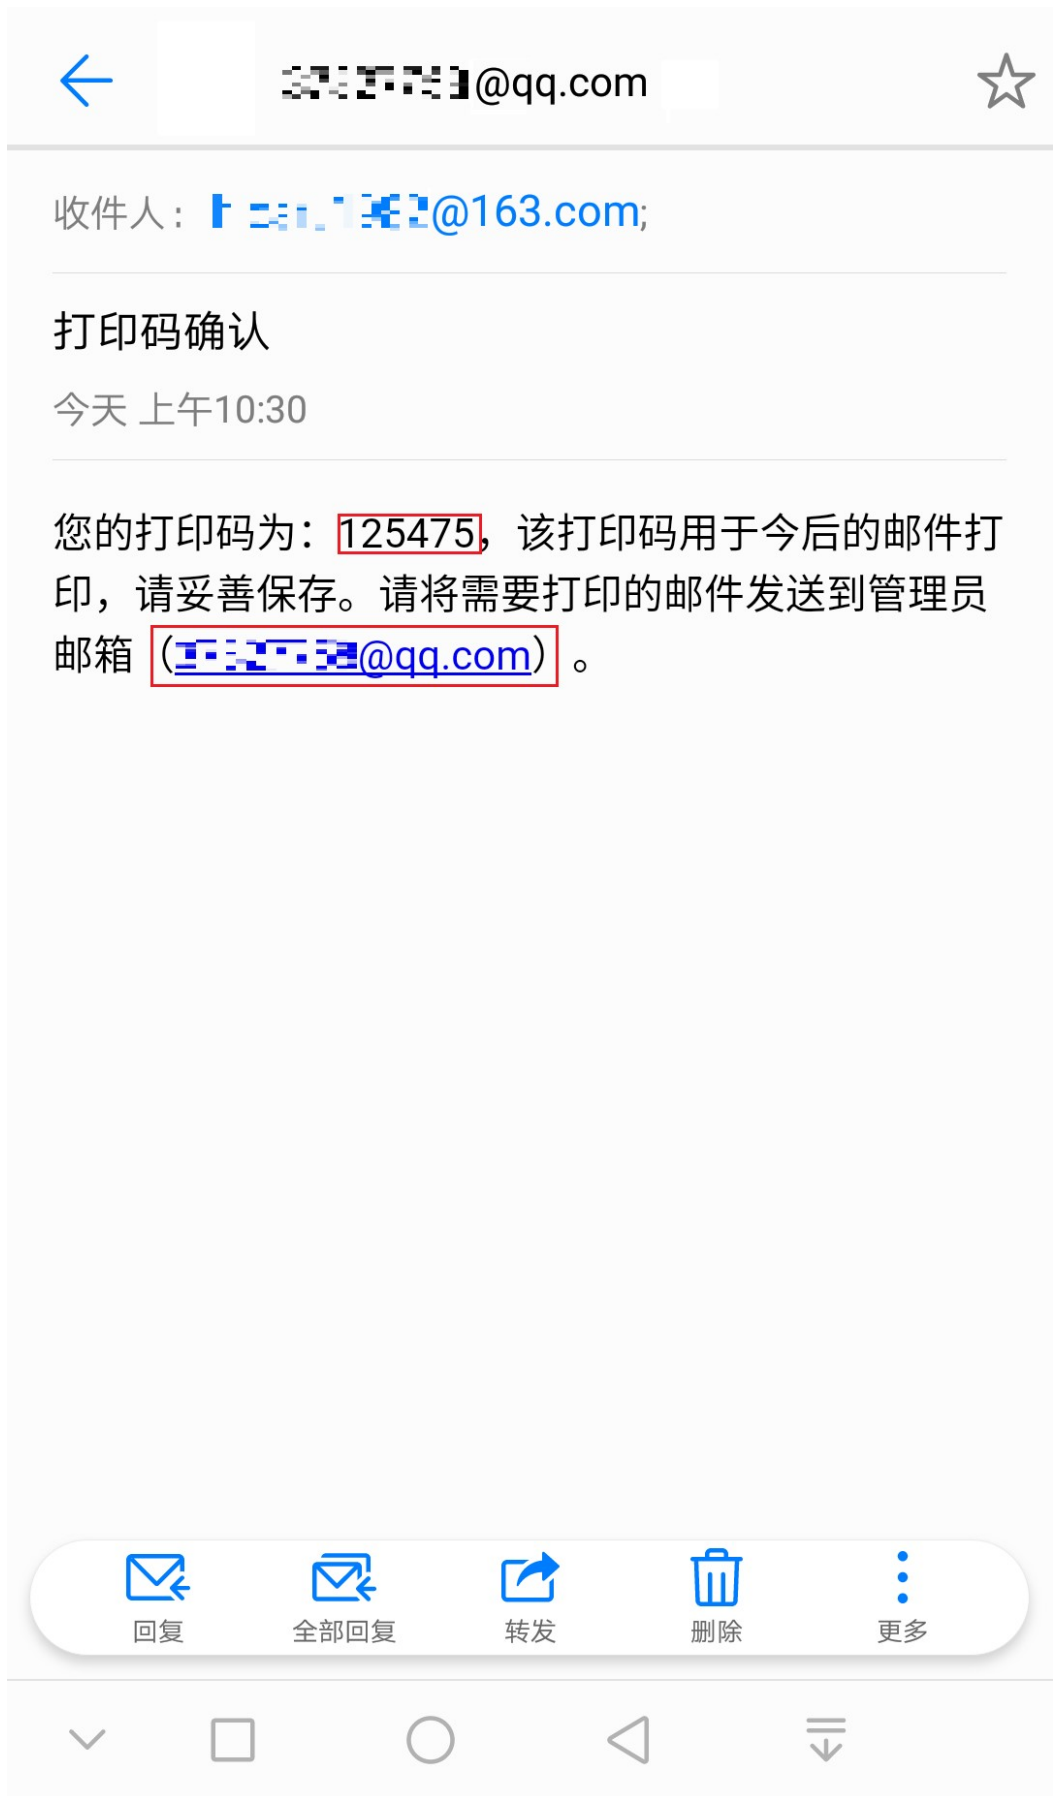 @qq.com
收件人：@163.com;
打印码确认
今天 上午10:30
您的打印码为：125475，该打印码用于今后的邮件打
印，请妥善保存。请将需要打印的邮件发送到管理员
邮箱（@qq.com）。
回复 全部回复 转发 删除 更多